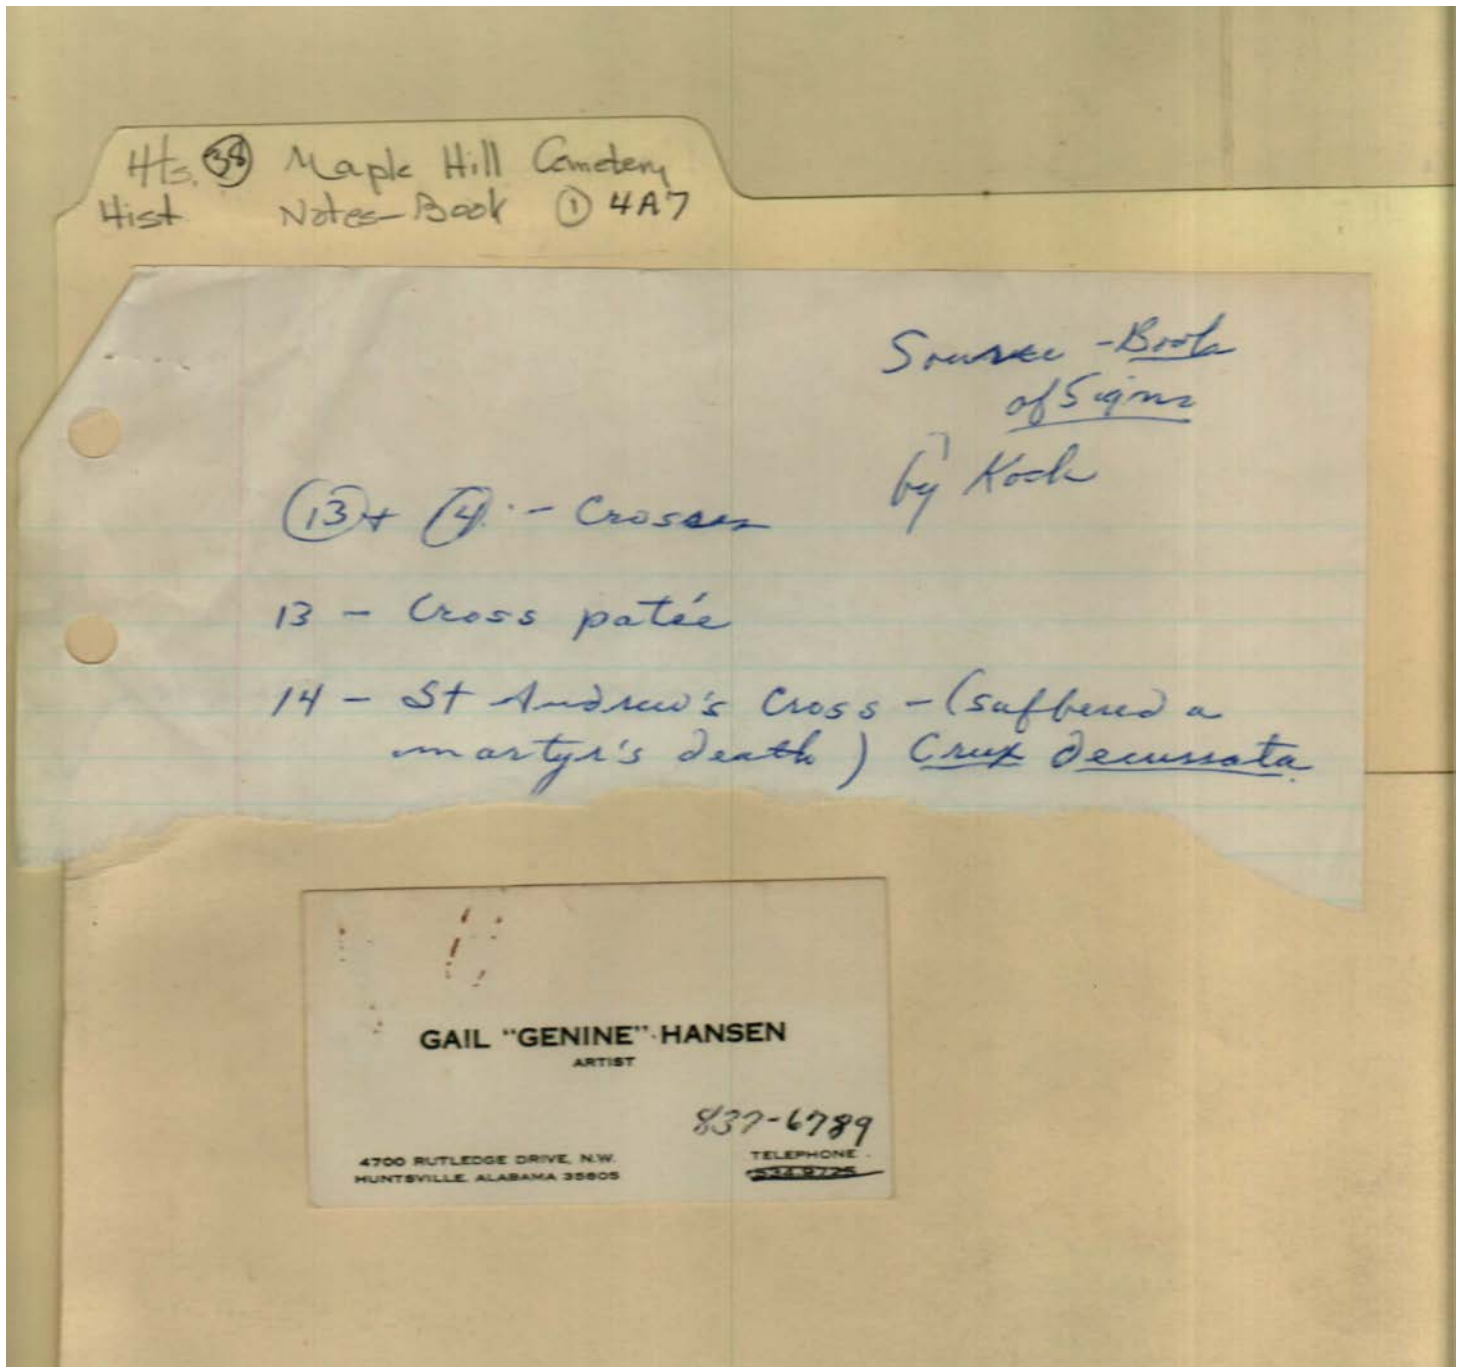 Hts. 38 Maple Hill Cemetery
Hist Notes-Book 1 4A7
Source - Book
of Signs
by Koch
13 + 14 - Crosses
13 - Cross patée
14 - St Andrew's Cross - (suffered a
martyr's death) Crux decussata
GAIL "GENINE" HANSEN
ARTIST
837-6789
4700 RUTLEDGE DRIVE, N.W.
HUNTSVILLE, ALABAMA 35805
TELEPHONE